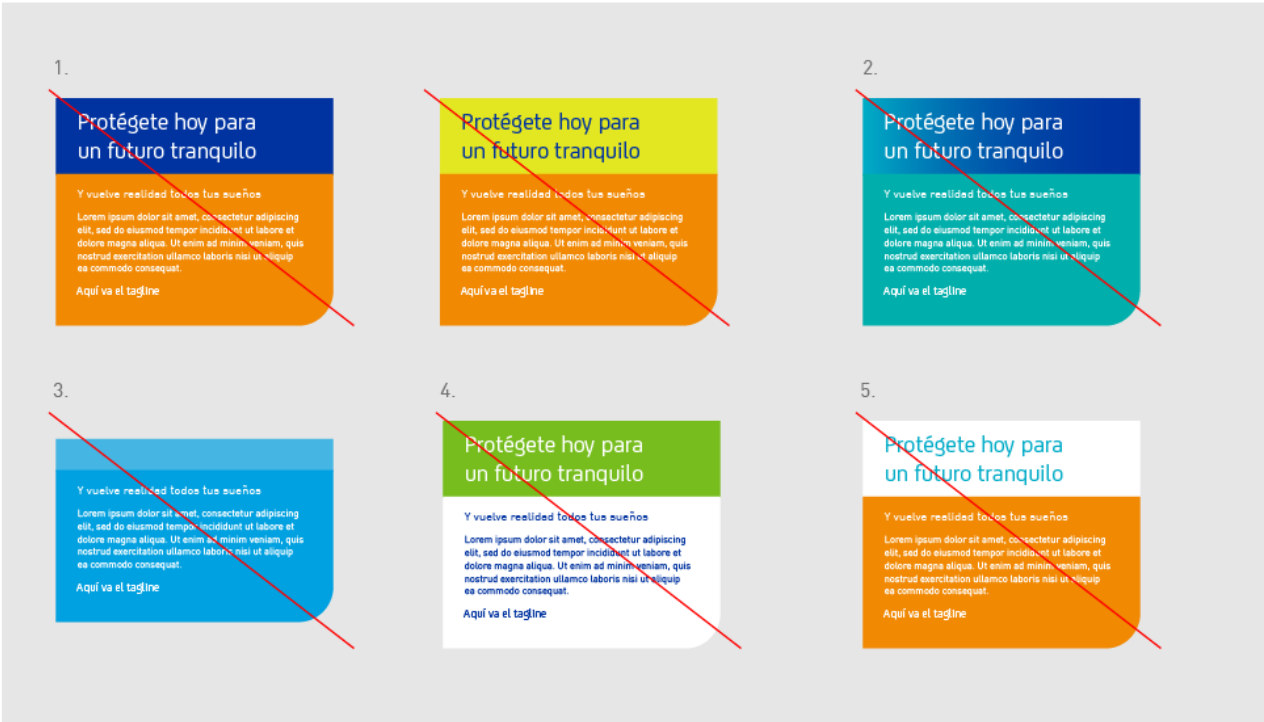 1.
Protégete hoy para
un futuro tranquilo
Y vuelve realidad todos tus sueños
Lorem ipsum dolor sit amet, consectetur adipiscing
elit, sed do eiusmod tempor incididunt ut labore et
dolore magna aliqua. Ut enim ad minim veniam, quis
nostrud exercitation ullamco laboris nisi ut aliquip
ea commodo consequat.
Aquí va el tagline
Protégete hoy para
un futuro tranquilo
Y vuelve realidad todos tus sueños
Lorem ipsum dolor sit amet, consectetur adipiscing
elit, sed do eiusmod tempor incididunt ut labore et
dolore magna aliqua. Ut enim ad minim veniam, quis
nostrud exercitation ullamco laboris nisi ut aliquip
ea commodo consequat.
Aquí va el tagline
2.
Protégete hoy para
un futuro tranquilo
Y vuelve realidad todos tus sueños
Lorem ipsum dolor sit amet, consectetur adipiscing
elit, sed do eiusmod tempor incididunt ut labore et
dolore magna aliqua. Ut enim ad minim veniam, quis
nostrud exercitation ullamco laboris nisi ut aliquip
ea commodo consequat.
Aquí va el tagline
3.
Y vuelve realidad todos tus sueños
Lorem ipsum dolor sit amet, consectetur adipiscing
elit, sed do eiusmod tempor incididunt ut labore et
dolore magna aliqua. Ut enim ad minim veniam, quis
nostrud exercitation ullamco laboris nisi ut aliquip
ea commodo consequat.
Aquí va el tagline
4.
Protégete hoy para
un futuro tranquilo
Y vuelve realidad todos tus sueños
Lorem ipsum dolor sit amet, consectetur adipiscing
elit, sed do eiusmod tempor incididunt ut labore et
dolore magna aliqua. Ut enim ad minim veniam, quis
nostrud exercitation ullamco laboris nisi ut aliquip
ea commodo consequat.
Aquí va el tagline
5.
Protégete hoy para
un futuro tranquilo
Y vuelve realidad todos tus sueños
Lorem ipsum dolor sit amet, consectetur adipiscing
elit, sed do eiusmod tempor incididunt ut labore et
dolore magna aliqua. Ut enim ad minim veniam, quis
nostrud exercitation ullamco laboris nisi ut aliquip
ea commodo consequat.
Aquí va el tagline